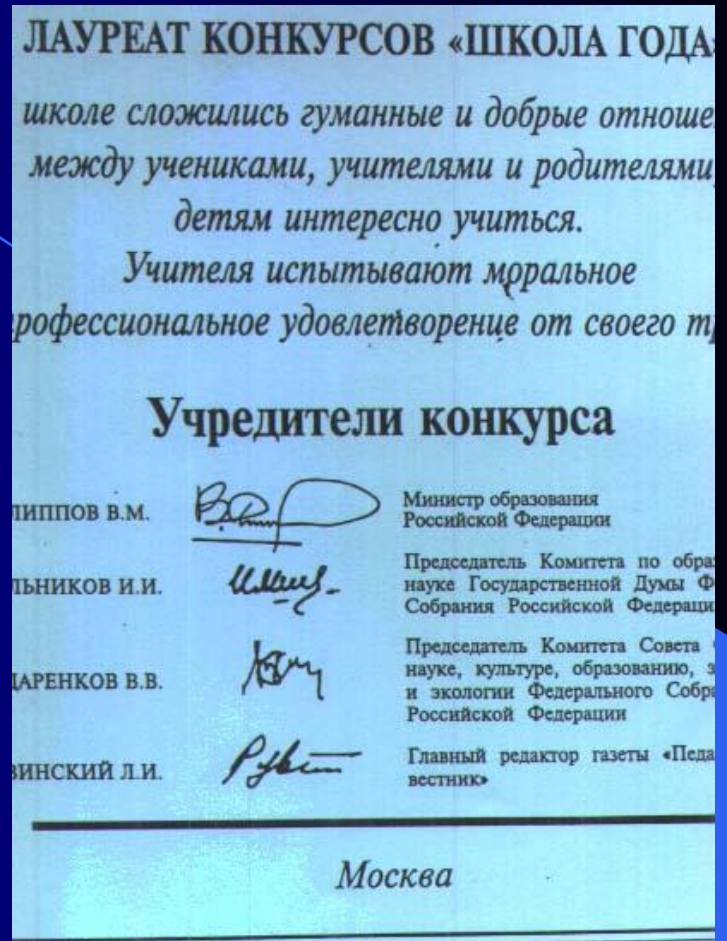 ЛАУРЕАТ КОНКУРСОВ «ШКОЛА ГОДА»
школе сложились гуманные и добрые отноше
между учениками, учителями и родителями,
детям интересно учиться.
Учителя испытывают моральное
рофессиональное удовлетворение от своего т
Учредители конкурса
ЛИППОВ В.М.
Министр образования
Российской Федерации
ЛЬНИКОВ И.И.
Председатель Комитета по обра
науке Государственной Думы Ф
Собрания Российской Федераци
ДАРЕНКОВ В.В.
Председатель Комитета Совета
науке, культуре, образованию, з
и экологии Федерального Собра
Российской Федерации
ВИНСКИЙ Л.И.
Главный редактор газеты «Педа
вестник»
Москва